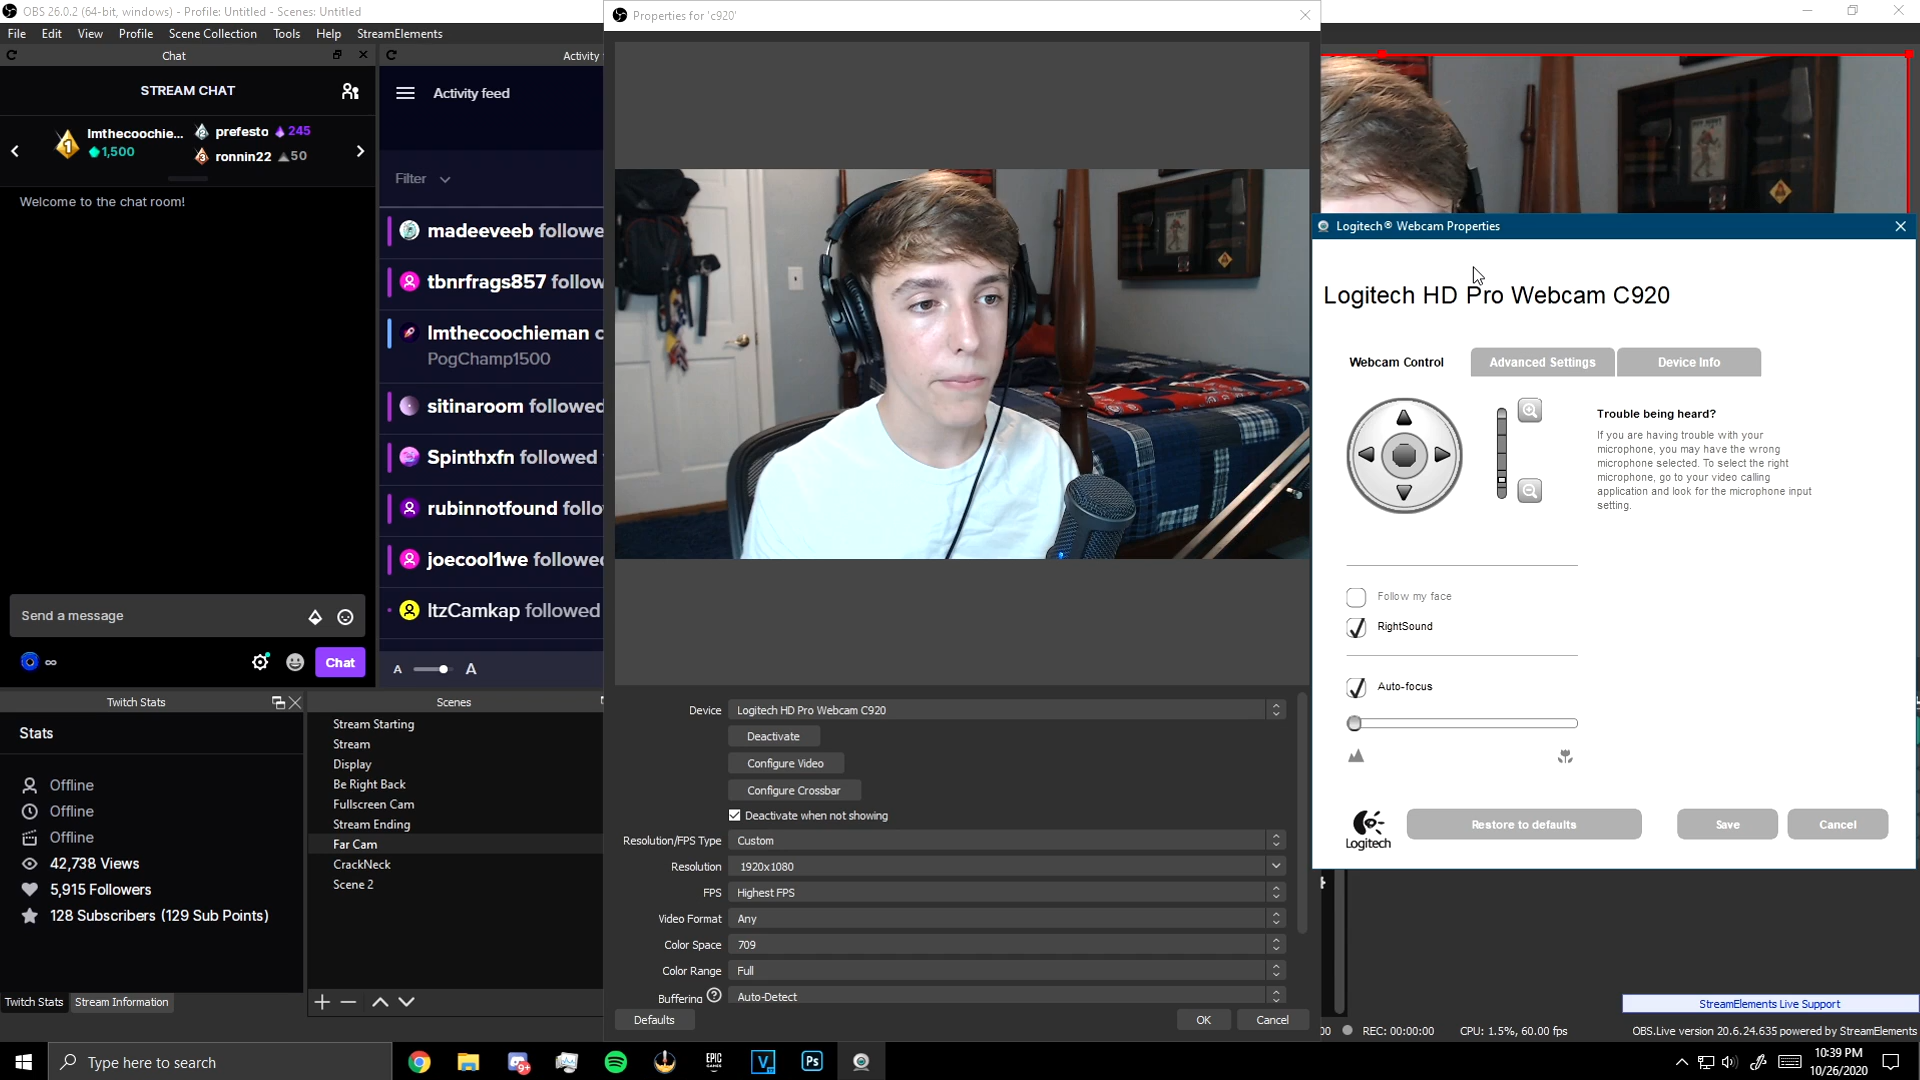 OBS 26.0.2 (64-bit, windows) - Profile: Untitled - Scenes: Untitled
File Edit View Profile Scene Collection Tools Help StreamElements
Chat
STREAM CHAT
1
Imthecoochie...
1,500
2 prefesto 245
3 ronnin22 50
Welcome to the chat room!
Send a message
∞
Chat
Activity
Activity feed
Filter
madeeveeb followe
tbnrfrags857 follow
Imthecoochieman c
PogChamp1500
sitinaroom followed
Spinthxfn followed
rubinnotfound follo
joecool1we followed
ItzCamkap followed
A A
Twitch Stats
Stats
Offline
Offline
Offline
42,738 Views
5,915 Followers
128 Subscribers (129 Sub Points)
Twitch Stats Stream Information
Scenes
Stream Starting
Stream
Display
Be Right Back
Fullscreen Cam
Stream Ending
Far Cam
CrackNeck
Scene 2
Properties for 'c920'
Device Logitech HD Pro Webcam C920
Deactivate
Configure Video
Configure Crossbar
Deactivate when not showing
Resolution/FPS Type Custom
Resolution 1920x1080
FPS Highest FPS
Video Format Any
Color Space 709
Color Range Full
Buffering ? Auto-Detect
Defaults OK Cancel
Logitech® Webcam Properties
Logitech HD Pro Webcam C920
Webcam Control Advanced Settings Device Info
Trouble being heard?
If you are having trouble with your
microphone, you may have the wrong
microphone selected. To select the right
microphone, go to your video calling
application and look for the microphone input
setting.
Follow my face
RightSound
Auto-focus
Logitech
Restore to defaults Save Cancel
StreamElements Live Support
00 REC: 00:00:00 CPU: 1.5%, 60.00 fps OBS.Live version 20.6.24.635 powered by StreamElements
Type here to search
9+
EPIC
GAMES
V
Ps
10:39 PM
10/26/2020